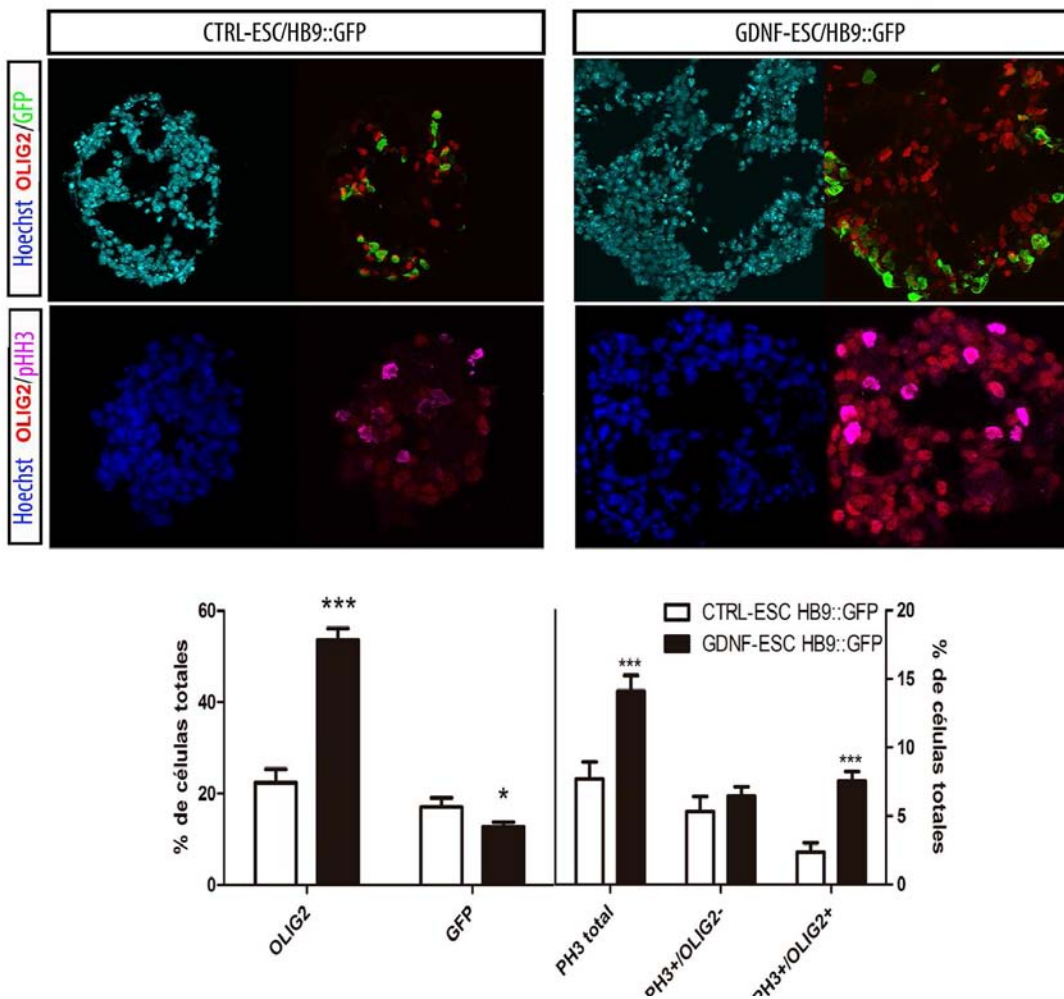 CTRL-ESC/HB9::GFP
GDNF-ESC/HB9::GFP
Hoechst OLIG2/GFP
Hoechst OLIG2/pHH3
% de células totales
60
40
20
0
***
*
OLIG2
GFP
CTRL-ESC HB9::GFP
GDNF-ESC HB9::GFP
***
***
20
15
10
5
0
% de células totales
PH3 total
PH3+/OLIG2-
PH3+/OLIG2+